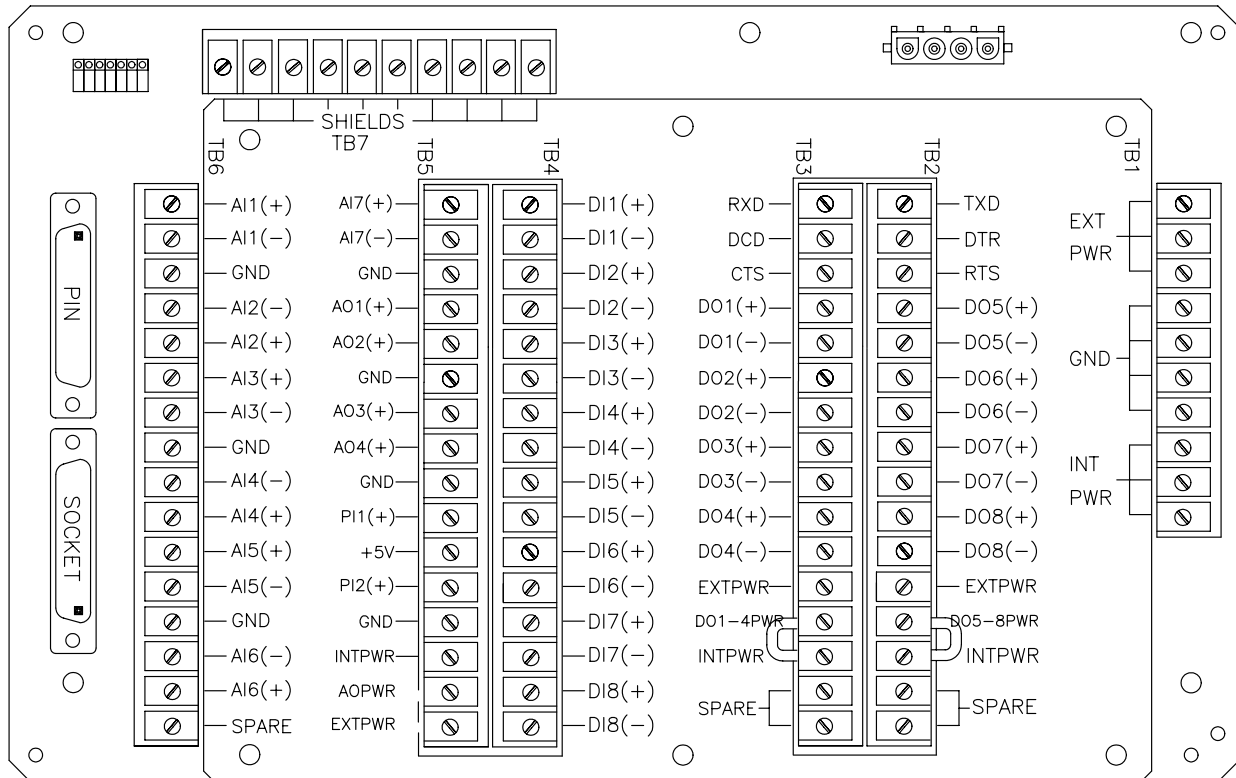 SHIELDS
TB7
TB6
TB5
TB4
TB3
TB2
TB1
PIN
SOCKET
AI1(+)
AI1(-)
GND
AI2(-)
AI2(+)
AI3(+)
AI3(-)
GND
AI4(-)
AI4(+)
AI5(+)
AI5(-)
GND
AI6(-)
AI6(+)
SPARE
AI7(+)
AI7(-)
GND
AO1(+)
AO2(+)
GND
AO3(+)
AO4(+)
GND
PI1(+)
+5V
PI2(+)
GND
INTPWR
AOPWR
EXTPWR
DI1(+)
DI1(-)
DI2(+)
DI2(-)
DI3(+)
DI3(-)
DI4(+)
DI4(-)
DI5(+)
DI5(-)
DI6(+)
DI6(-)
DI7(+)
DI7(-)
DI8(+)
DI8(-)
RXD
DCD
CTS
DO1(+)
DO1(-)
DO2(+)
DO2(-)
DO3(+)
DO3(-)
DO4(+)
DO4(-)
EXTPWR
DO1-4PWR
INTPWR
SPARE
TXD
DTR
RTS
DO5(+)
DO5(-)
DO6(+)
DO6(-)
DO7(+)
DO7(-)
DO8(+)
DO8(-)
EXTPWR
DO5-8PWR
INTPWR
SPARE
EXT
PWR
GND
INT
PWR